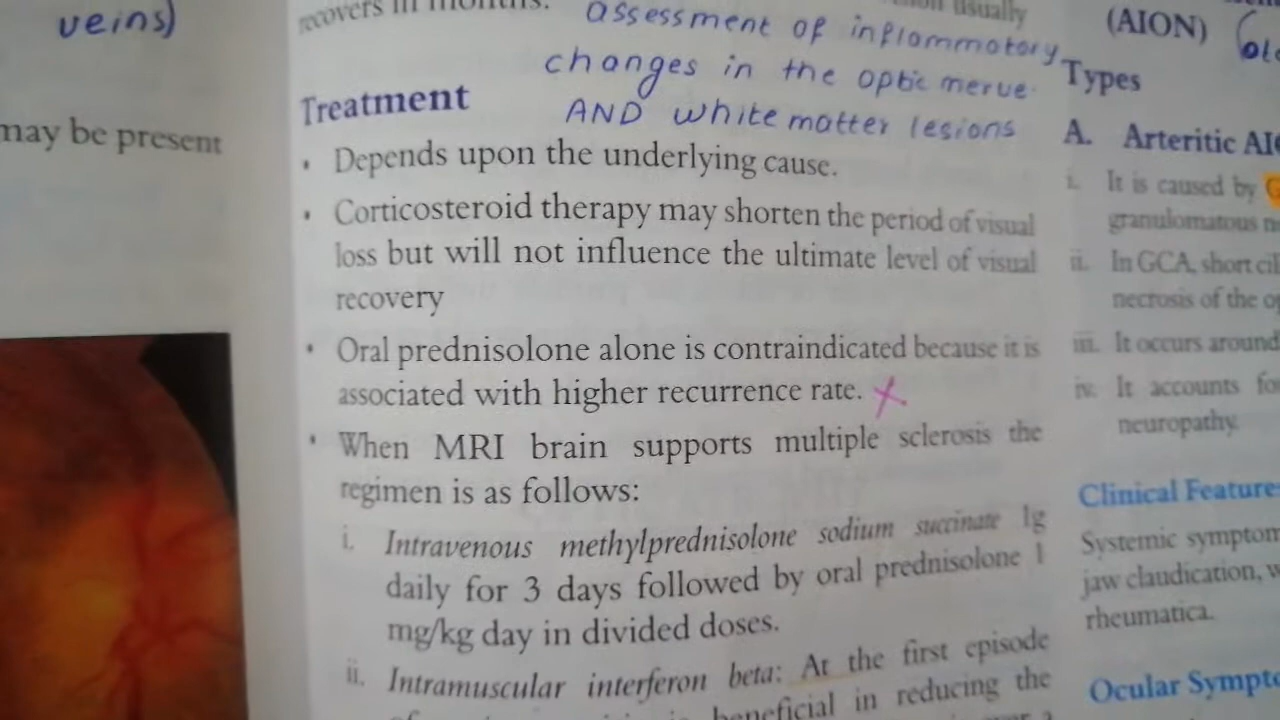 veins)
may be present
recovers in months.
usually
assessment of inflammatory
changes in the optic nerve
AND white matter lesions
Treatment
• Depends upon the underlying cause.
• Corticosteroid therapy may shorten the period of visual
loss but will not influence the ultimate level of visual
recovery
• Oral prednisolone alone is contraindicated because it is
associated with higher recurrence rate. X
• When MRI brain supports multiple sclerosis the
regimen is as follows:
i. Intravenous methylprednisolone sodium succinate 1g
daily for 3 days followed by oral prednisolone 1
mg/kg day in divided doses.
ii. Intramuscular interferon beta: At the first episode
beneficial in reducing the
(AION)
Types
A. Arteritic
i. It is caused by
granulomatous
ii. In GCA, short
necrosis of the
iii. It occurs around
iv. It accounts
neuropathy.
Clinical Feature
Systemic symptom
jaw claudication,
rheumatica.
Ocular Sympto